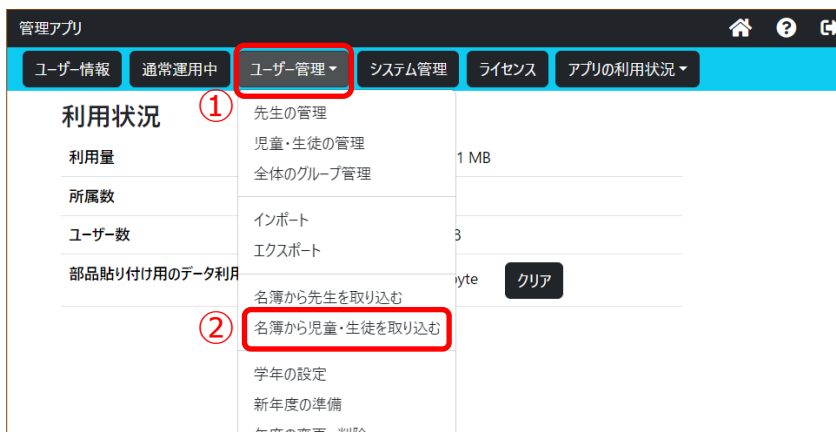 管理アプリ
ユーザー情報 通常運用中 ユーザー管理 システム管理 ライセンス アプリの利用状況
①
利用状況
先生の管理
児童・生徒の管理
利用量 1 MB
全体のグループ管理
所属数
インポート
ユーザー数
エクスポート
部品貼り付け用のデータ利用 byte クリア
名簿から先生を取り込む
② 名簿から児童・生徒を取り込む
学年の設定
新年度の準備